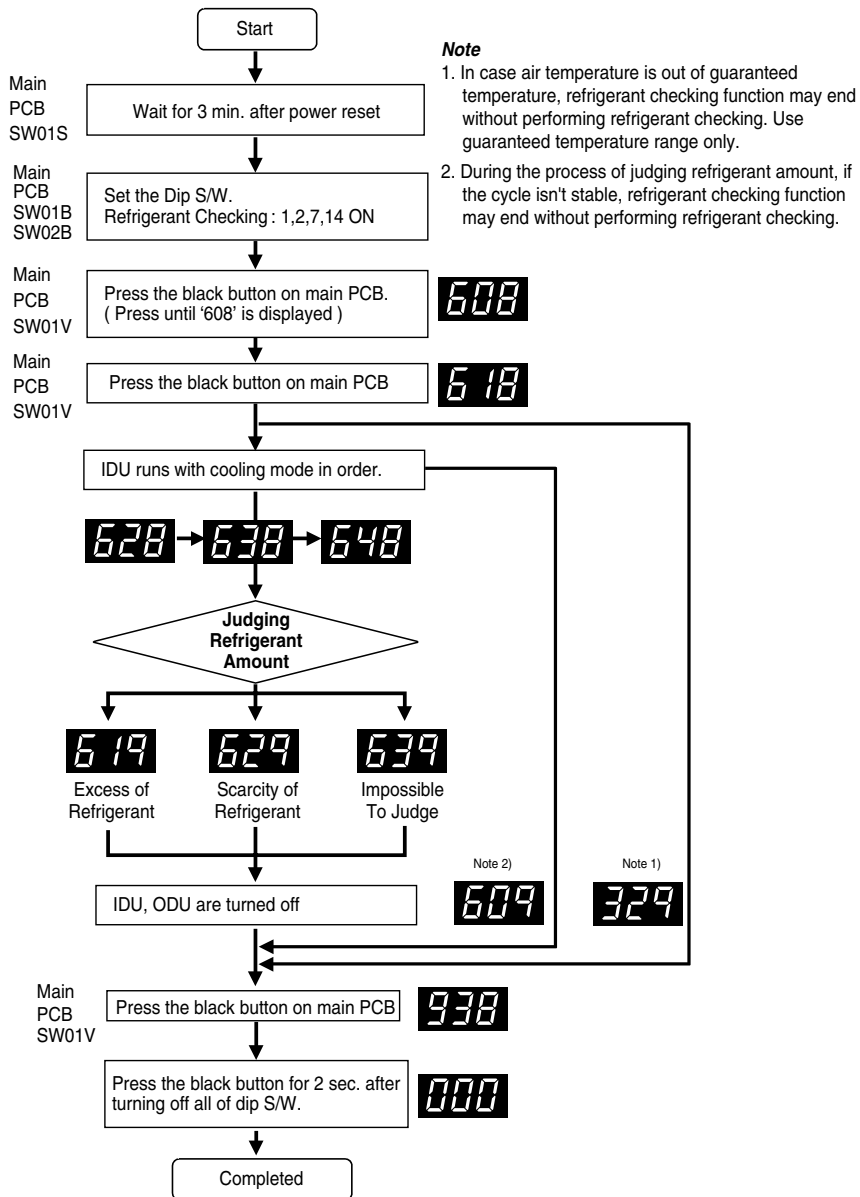 Start
Note
1. In case air temperature is out of guaranteed
temperature, refrigerant checking function may end
without performing refrigerant checking. Use
guaranteed temperature range only.
2. During the process of judging refrigerant amount, if
the cycle isn't stable, refrigerant checking function
may end without performing refrigerant checking.
Main
PCB
SW01S
Wait for 3 min. after power reset
Main
PCB
SW01B
SW02B
Set the Dip S/W.
Refrigerant Checking : 1,2,7,14 ON
Main
PCB
SW01V
Press the black button on main PCB.
( Press until ‘608’ is displayed )
608
Main
PCB
SW01V
Press the black button on main PCB
618
IDU runs with cooling mode in order.
628
638
648
Judging
Refrigerant
Amount
619
Excess of
Refrigerant
629
Scarcity of
Refrigerant
639
Impossible
To Judge
IDU, ODU are turned off
Note 2)
609
Note 1)
329
Main
PCB
SW01V
Press the black button on main PCB
938
Press the black button for 2 sec. after
turning off all of dip S/W.
000
Completed